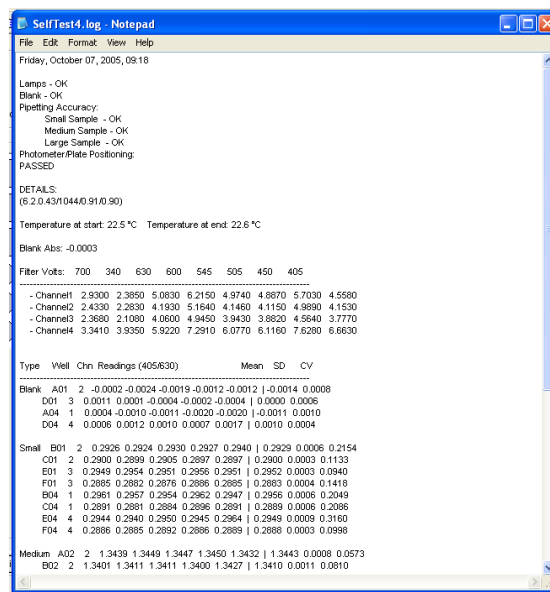 SelfTest4.log - Notepad
File Edit Format View Help
Friday, October 07, 2005, 09:18
Lamps - OK
Blank - OK
Pipetting Accuracy:
Small Sample - OK
Medium Sample - OK
Large Sample - OK
Photometer/Plate Positioning:
PASSED
DETAILS:
(6.2.0.43/1044/0.91/0.90)
Temperature at start: 22.5 °C Temperature at end: 22.6 °C
Blank Abs: -0.0003
Filter Volts: 700 340 630 600 545 505 450 405
--------------------------------------------------------------------------------
- Channel1 2.9300 2.3850 5.0830 6.2150 4.9740 4.8870 5.7030 4.5580
- Channel2 2.4330 2.2830 4.1930 5.1640 4.1460 4.1150 4.9890 4.1530
- Channel3 2.3680 2.1080 4.0600 4.9450 3.9430 3.8820 4.5640 3.7770
- Channel4 3.3410 3.9350 5.9220 7.2910 6.0770 6.1160 7.6280 6.6630
Type Well Chn Readings (405/630) Mean SD CV
--------------------------------------------------------------------------------
Blank A01 2 -0.0002 -0.0024 -0.0019 -0.0012 -0.0012 | -0.0014 0.0008
D01 3 0.0011 0.0001 -0.0004 -0.0002 -0.0004 | 0.0000 0.0006
A04 1 0.0004 -0.0010 -0.0011 -0.0020 -0.0020 | -0.0011 0.0010
D04 4 0.0006 0.0012 0.0010 0.0007 0.0017 | 0.0010 0.0004
Small B01 2 0.2926 0.2924 0.2930 0.2927 0.2940 | 0.2929 0.0006 0.2154
C01 2 0.2900 0.2899 0.2905 0.2897 0.2897 | 0.2900 0.0003 0.1133
E01 3 0.2949 0.2954 0.2951 0.2956 0.2951 | 0.2952 0.0003 0.0940
F01 3 0.2885 0.2882 0.2876 0.2886 0.2885 | 0.2883 0.0004 0.1418
B04 1 0.2961 0.2957 0.2954 0.2962 0.2947 | 0.2956 0.0006 0.2049
C04 1 0.2891 0.2881 0.2884 0.2896 0.2891 | 0.2889 0.0006 0.2086
E04 4 0.2944 0.2940 0.2950 0.2945 0.2964 | 0.2949 0.0009 0.3160
F04 4 0.2886 0.2885 0.2892 0.2886 0.2889 | 0.2888 0.0003 0.0998
Medium A02 2 1.3439 1.3449 1.3447 1.3450 1.3432 | 1.3443 0.0008 0.0573
B02 2 1.3401 1.3411 1.3411 1.3400 1.3427 | 1.3410 0.0011 0.0810